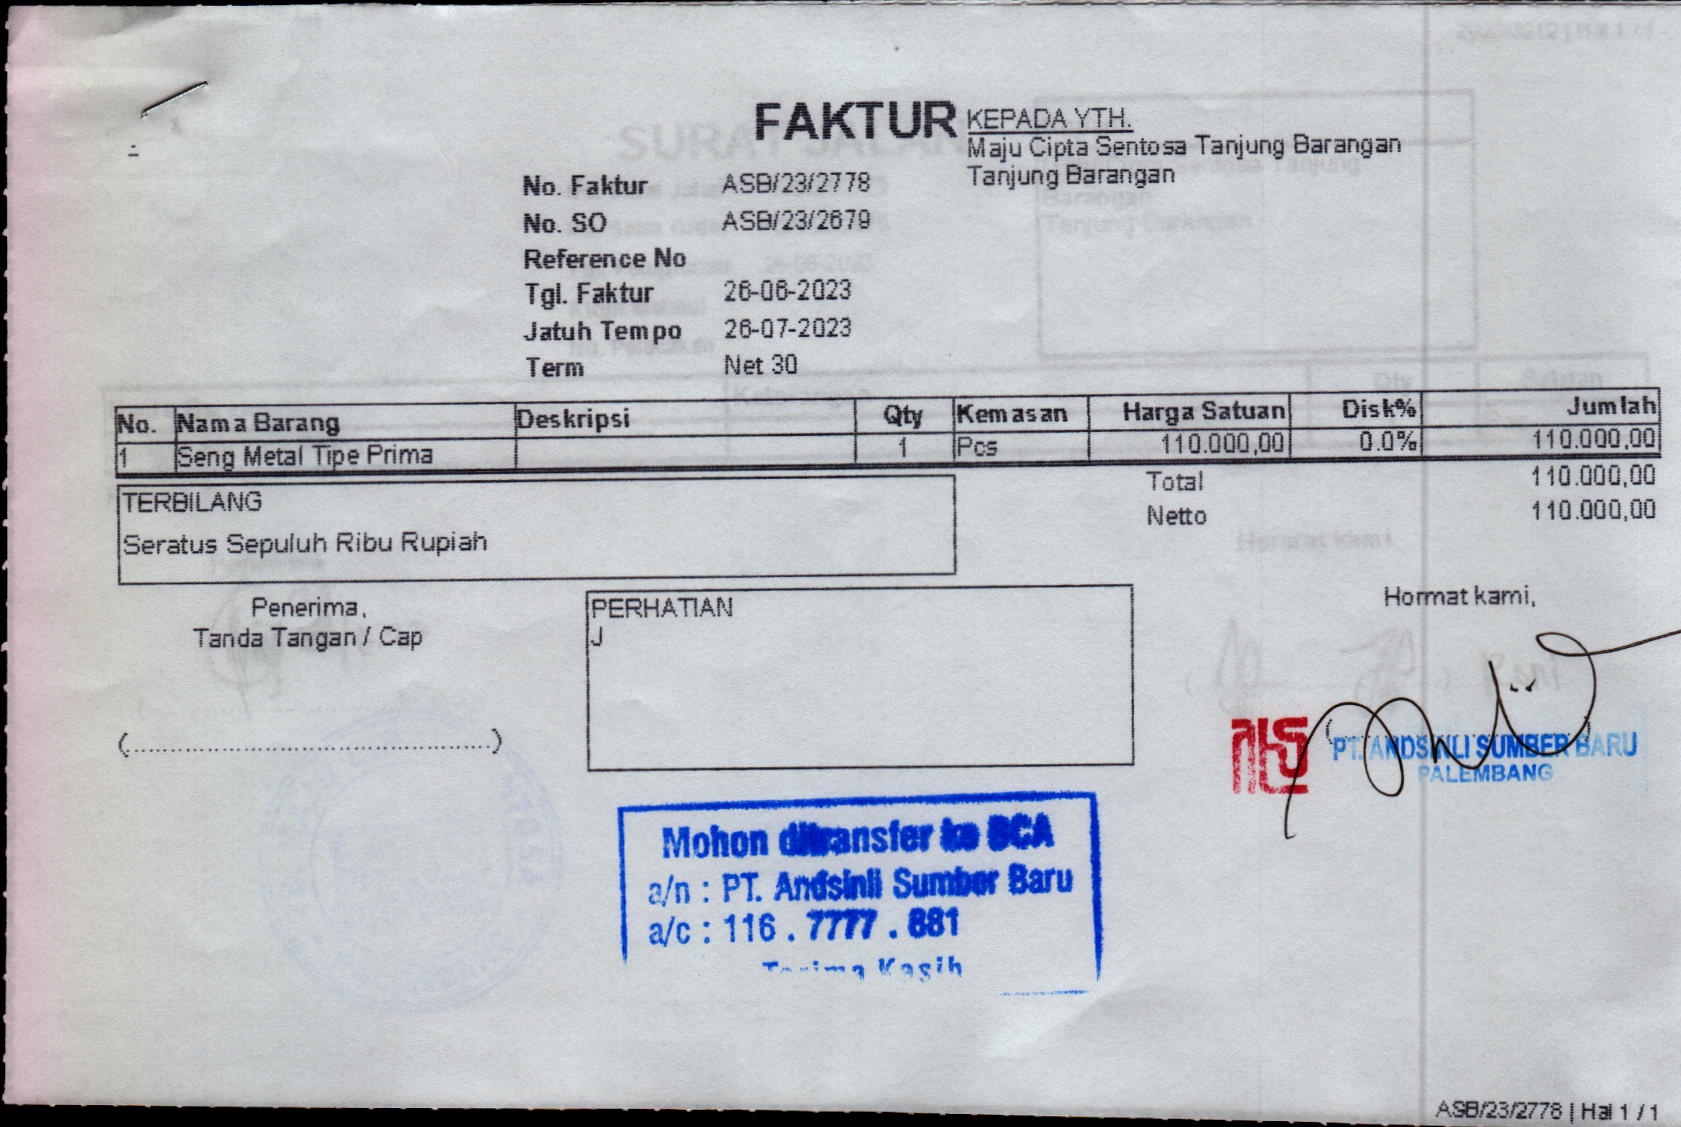 FAKTUR
KEPADA YTH.
Maju Cipta Sentosa Tanjung Barangan
Tanjung Barangan
No. Faktur ASB/23/2778
No. SO ASB/23/2679
Reference No
Tgl. Faktur 26-06-2023
Jatuh Tempo 26-07-2023
Term Net 30
No. Nama Barang Deskripsi Qty Kemasan Harga Satuan Disk% Jumlah
1 Seng Metal Tipe Prima 1 Pcs 110.000,00 0.0% 110.000,00
Total 110.000,00
Netto 110.000,00
TERBILANG
Seratus Sepuluh Ribu Rupiah
Penerima,
Tanda Tangan / Cap
(........................................................)
PERHATIAN
J
Hormat kami,
PT. ANDSINLI SUMBER BARU
PALEMBANG
Mohon ditransfer ke BCA
a/n : PT. Andsinli Sumber Baru
a/c : 116 . 7777 . 881
Terima Kasih
ASB/23/2778 | Hal 1 / 1